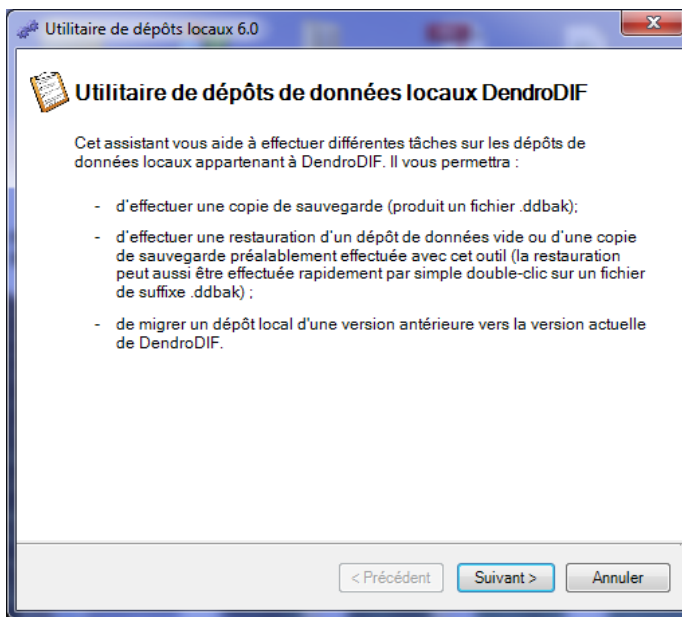 Utilitaire de dépôts locaux 6.0
Utilitaire de dépôts de données locaux DendroDIF
Cet assistant vous aide à effectuer différentes tâches sur les dépôts de
données locaux appartenant à DendroDIF. Il vous permettra :
- d'effectuer une copie de sauvegarde (produit un fichier .ddbak);
- d'effectuer une restauration d'un dépôt de données vide ou d'une copie
de sauvegarde préalablement effectuée avec cet outil (la restauration
peut aussi être effectuée rapidement par simple double-clic sur un fichier
de suffixe .ddbak) ;
- de migrer un dépôt local d'une version antérieure vers la version actuelle
de DendroDIF.
< Précédent Suivant > Annuler